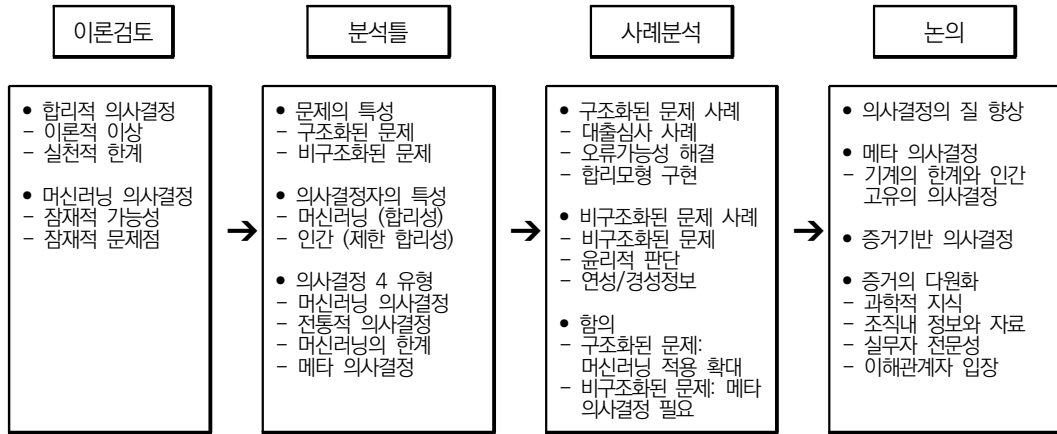 이론검토
분석틀
사례분석
논의
• 합리적 의사결정
– 이론적 이상
– 실천적 한계
• 머신러닝 의사결정
– 잠재적 가능성
– 잠재적 문제점
➔
• 문제의 특성
– 구조화된 문제
– 비구조화된 문제
• 의사결정자의 특성
– 머신러닝 (합리성)
– 인간 (제한 합리성)
• 의사결정 4 유형
– 머신러닝 의사결정
– 전통적 의사결정
– 머신러닝의 한계
– 메타 의사결정
➔
• 구조화된 문제 사례
– 대출심사 사례
– 오류가능성 해결
– 합리모형 구현
• 비구조화된 문제 사례
– 비구조화된 문제
– 윤리적 판단
– 연성/경성정보
• 함의
– 구조화된 문제:
머신러닝 적용 확대
– 비구조화된 문제: 메타
의사결정 필요
➔
• 의사결정의 질 향상
• 메타 의사결정
– 기계의 한계와 인간
고유의 의사결정
• 증거기반 의사결정
• 증거의 다원화
– 과학적 지식
– 조직내 정보와 자료
– 실무자 전문성
– 이해관계자 입장